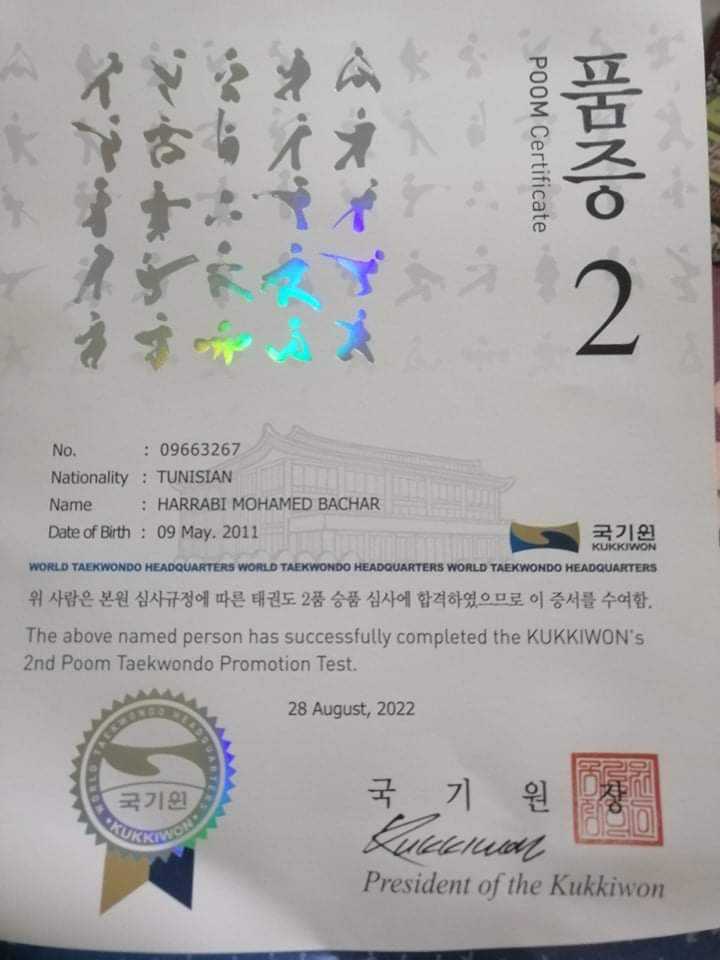 품증
POOM Certificate
2
No. : 09663267
Nationality : TUNISIAN
Name : HARRABI MOHAMED BACHAR
Date of Birth : 09 May. 2011
국기원
KUKKIWON
WORLD TAEKWONDO HEADQUARTERS WORLD TAEKWONDO HEADQUARTERS WORLD TAEKWONDO HEADQUARTERS
위 사람은 본원 심사규정에 따른 태권도 2품 승품 심사에 합격하였으므로 이 증서를 수여함.
The above named person has successfully completed the KUKKIWON's
2nd Poom Taekwondo Promotion Test.
28 August, 2022
WORLD TAEKWONDO HEADQUARTERS
국기원
• KUKKIWON •
국 기 원 장
Kukkiwon
President of the Kukkiwon